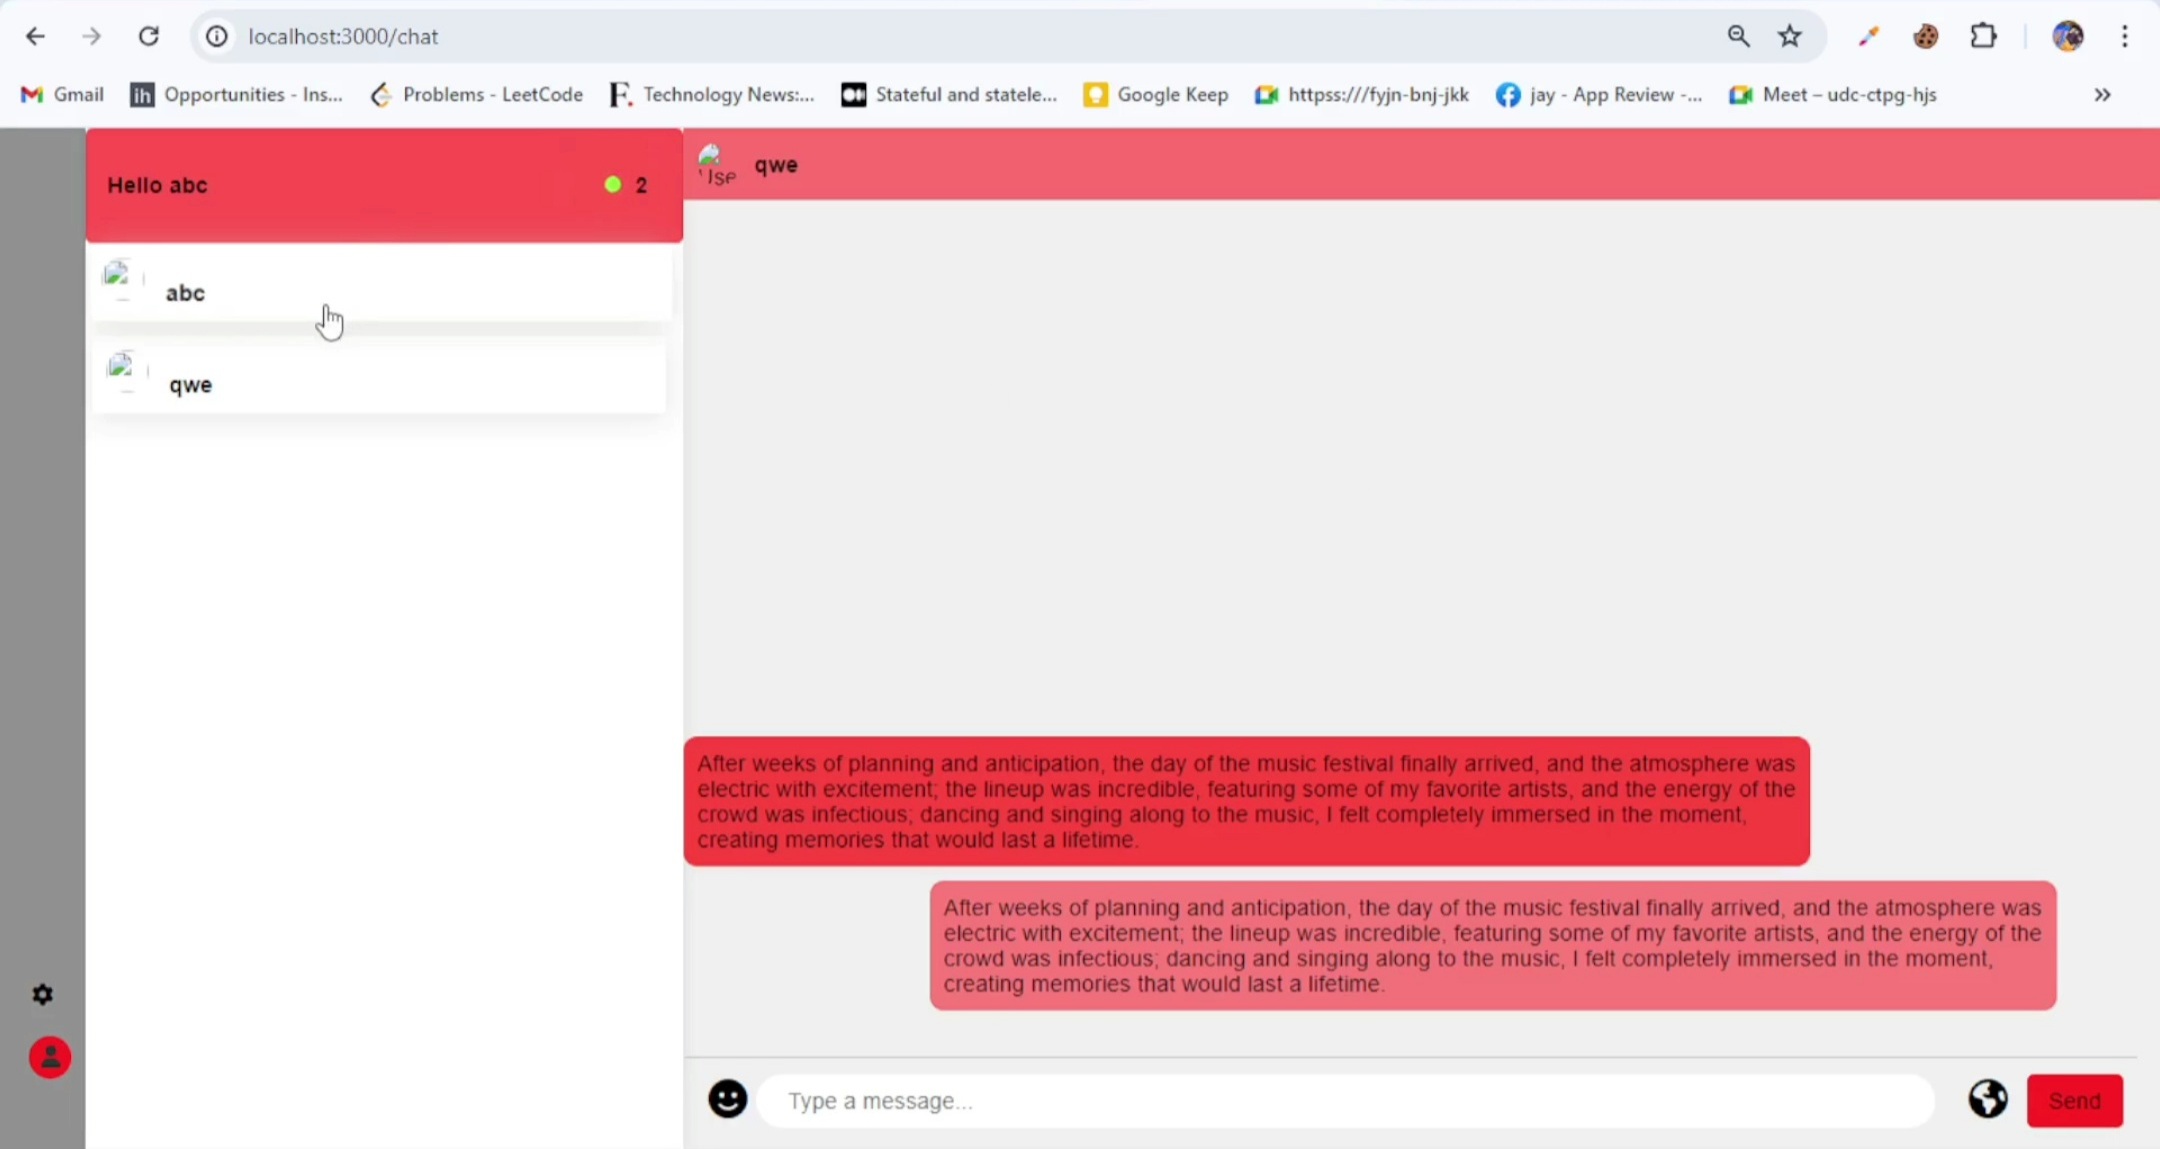 localhost:3000/chat
Gmail
Opportunities - Ins...
Problems - LeetCode
Technology News:...
Stateful and statele...
Google Keep
httpss:///fyjn-bnj-jkk
jay - App Review -...
Meet – udc-ctpg-hjs
Hello abc
2
abc
qwe
Use
qwe
After weeks of planning and anticipation, the day of the music festival finally arrived, and the atmosphere was
electric with excitement; the lineup was incredible, featuring some of my favorite artists, and the energy of the
crowd was infectious; dancing and singing along to the music, I felt completely immersed in the moment,
creating memories that would last a lifetime.
After weeks of planning and anticipation, the day of the music festival finally arrived, and the atmosphere was
electric with excitement; the lineup was incredible, featuring some of my favorite artists, and the energy of the
crowd was infectious; dancing and singing along to the music, I felt completely immersed in the moment,
creating memories that would last a lifetime.
Type a message...
Send